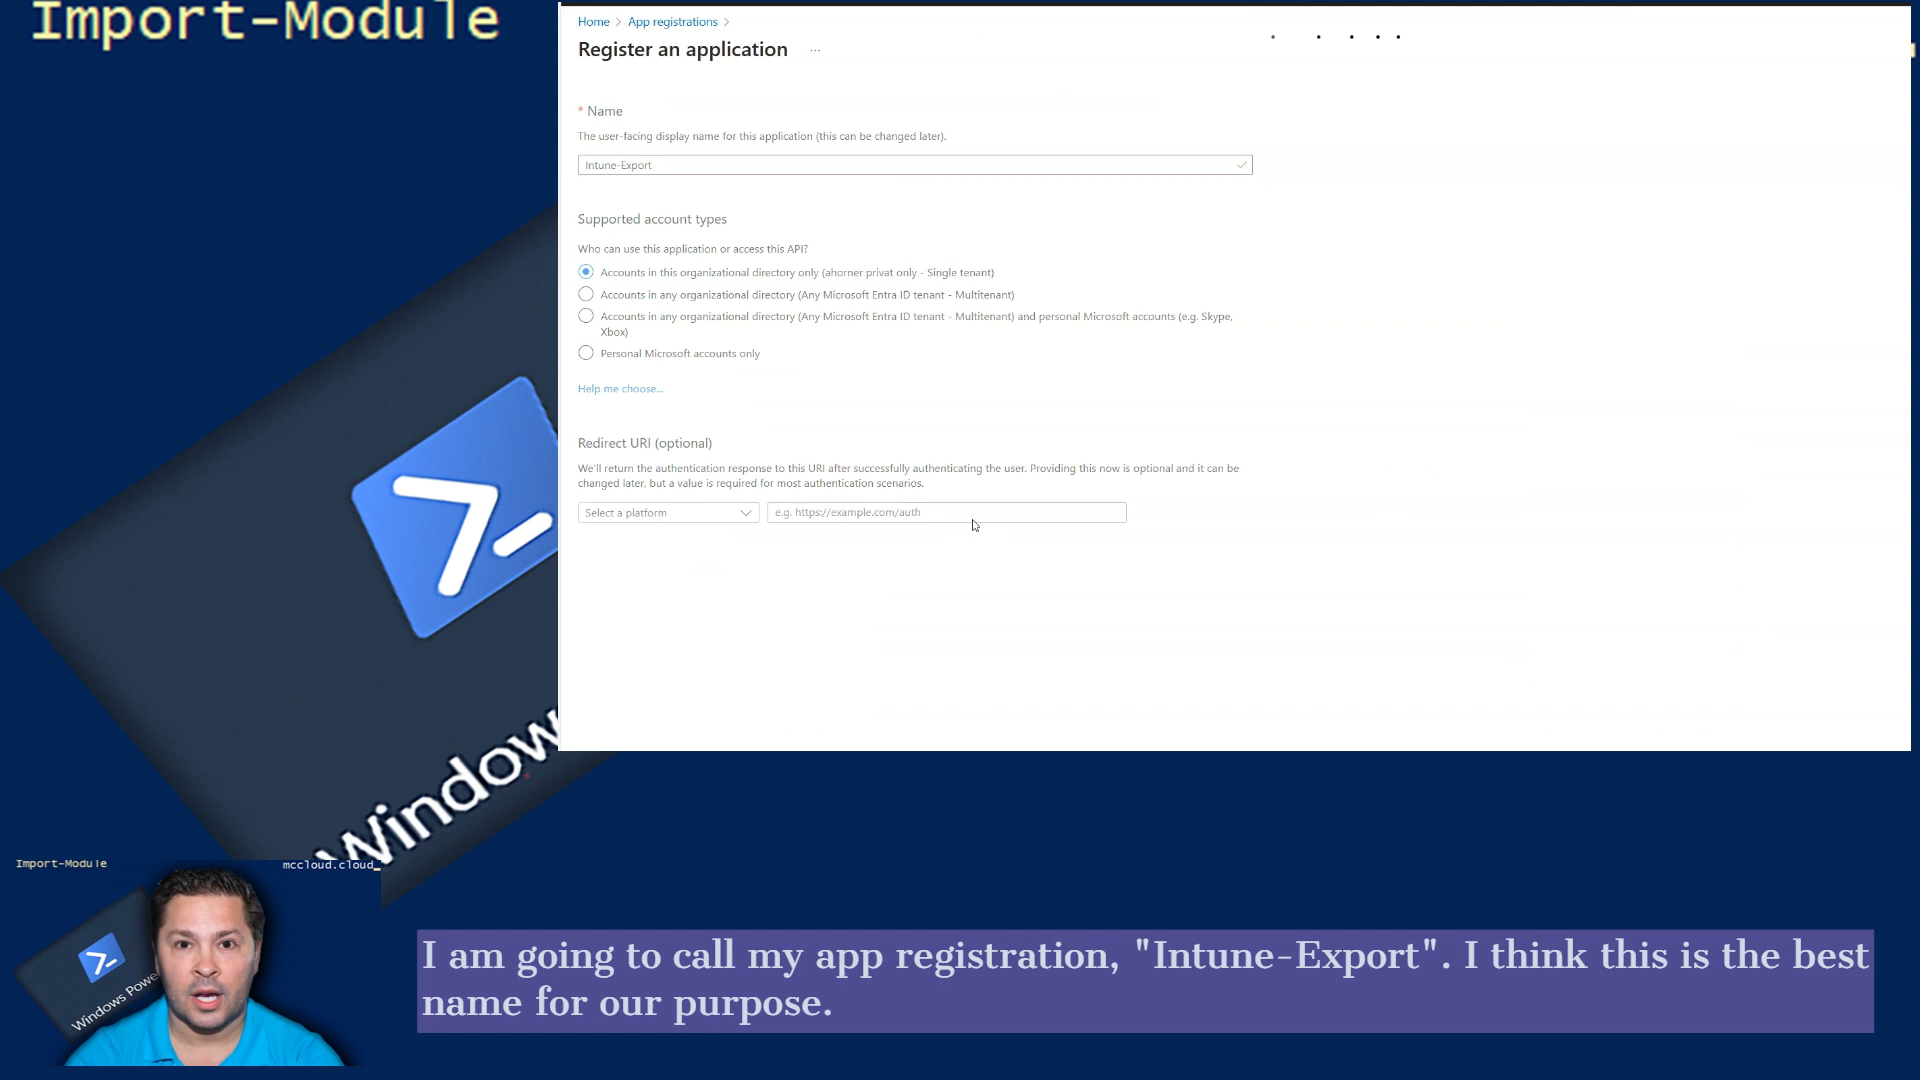 Import-Module
Home > App registrations >
Register an application ...
* Name
The user-facing display name for this application (this can be changed later).
Intune-Export
Supported account types
Who can use this application or access this API?
Accounts in this organizational directory only (ahorner privat only - Single tenant)
Accounts in any organizational directory (Any Microsoft Entra ID tenant - Multitenant)
Accounts in any organizational directory (Any Microsoft Entra ID tenant - Multitenant) and personal Microsoft accounts (e.g. Skype,
Xbox)
Personal Microsoft accounts only
Help me choose...
Redirect URI (optional)
We'll return the authentication response to this URI after successfully authenticating the user. Providing this now is optional and it can be
changed later, but a value is required for most authentication scenarios.
Select a platform
e.g. https://example.com/auth
Window
Import-Module
mccloud.cloud_
Windows Powe
I am going to call my app registration, "Intune-Export". I think this is the best
name for our purpose.